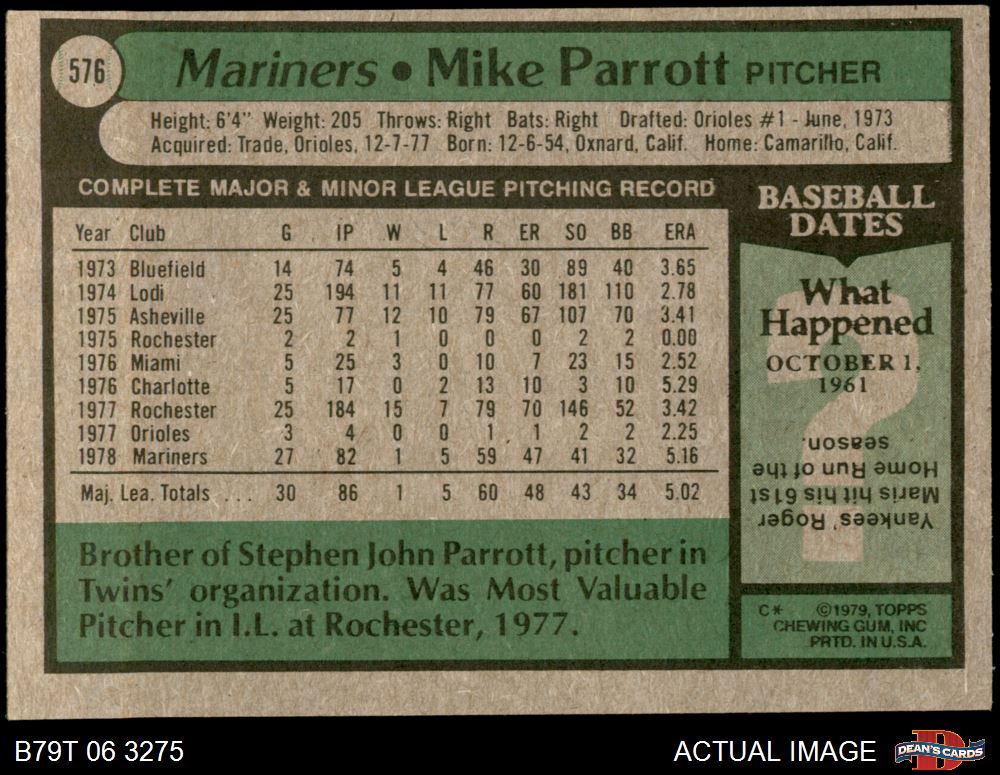 576 Mariners • Mike Parrott PITCHER
Height: 6'4" Weight: 205 Throws: Right Bats: Right Drafted: Orioles #1 - June, 1973
Acquired: Trade, Orioles, 12-7-77 Born: 12-6-54, Oxnard, Calif. Home: Camarillo, Calif.
COMPLETE MAJOR & MINOR LEAGUE PITCHING RECORD
Year Club G IP W L R ER SO BB ERA
1973 Bluefield 14 74 5 4 46 30 89 40 3.65
1974 Lodi 25 194 11 11 77 60 181 110 2.78
1975 Asheville 25 77 12 10 79 67 107 70 3.41
1975 Rochester 2 2 1 0 0 0 2 2 0.00
1976 Miami 5 25 3 0 10 7 23 15 2.52
1976 Charlotte 5 17 0 2 13 10 3 10 5.29
1977 Rochester 25 184 15 7 79 70 146 52 3.42
1977 Orioles 3 4 0 0 1 1 2 2 2.25
1978 Mariners 27 82 1 5 59 47 41 32 5.16
Maj. Lea. Totals ... 30 86 1 5 60 48 43 34 5.02
Brother of Stephen John Parrott, pitcher in
Twins' organization. Was Most Valuable
Pitcher in I.L. at Rochester, 1977.
BASEBALL
DATES
What
Happened
OCTOBER 1,
1961
?
Yankees' Roger
Maris hit his 61st
Home Run of the
season.
C* ©1979, TOPPS
CHEWING GUM, INC
PRTD. IN U.S.A.
B79T 06 3275
ACTUAL IMAGE
DEAN'S CARDS